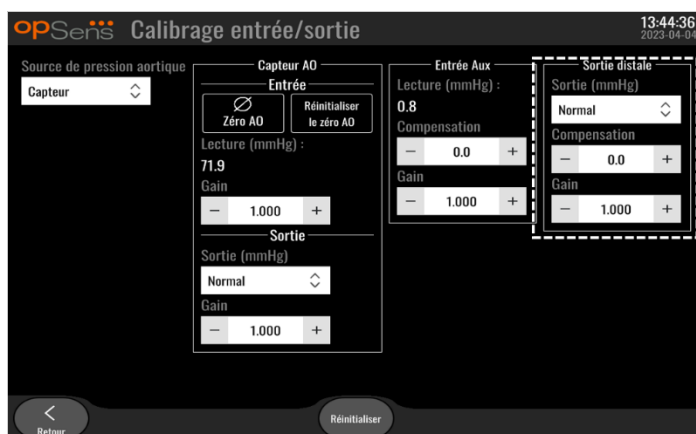 opSens Calibrage entrée/sortie
13:44:36
2023-04-04
Source de pression aortique
Capteur
Capteur AO
Entrée
Zéro AO
Réinitialiser
le zéro AO
Lecture (mmHg) :
71.9
Gain
− 1.000 +
Sortie
Sortie (mmHg)
Normal
Gain
− 1.000 +
Entrée Aux
Lecture (mmHg) :
0.8
Compensation
− 0.0 +
Gain
− 1.000 +
Sortie distale
Sortie (mmHg)
Normal
Compensation
− 0.0 +
Gain
− 1.000 +
Retour
Réinitialiser